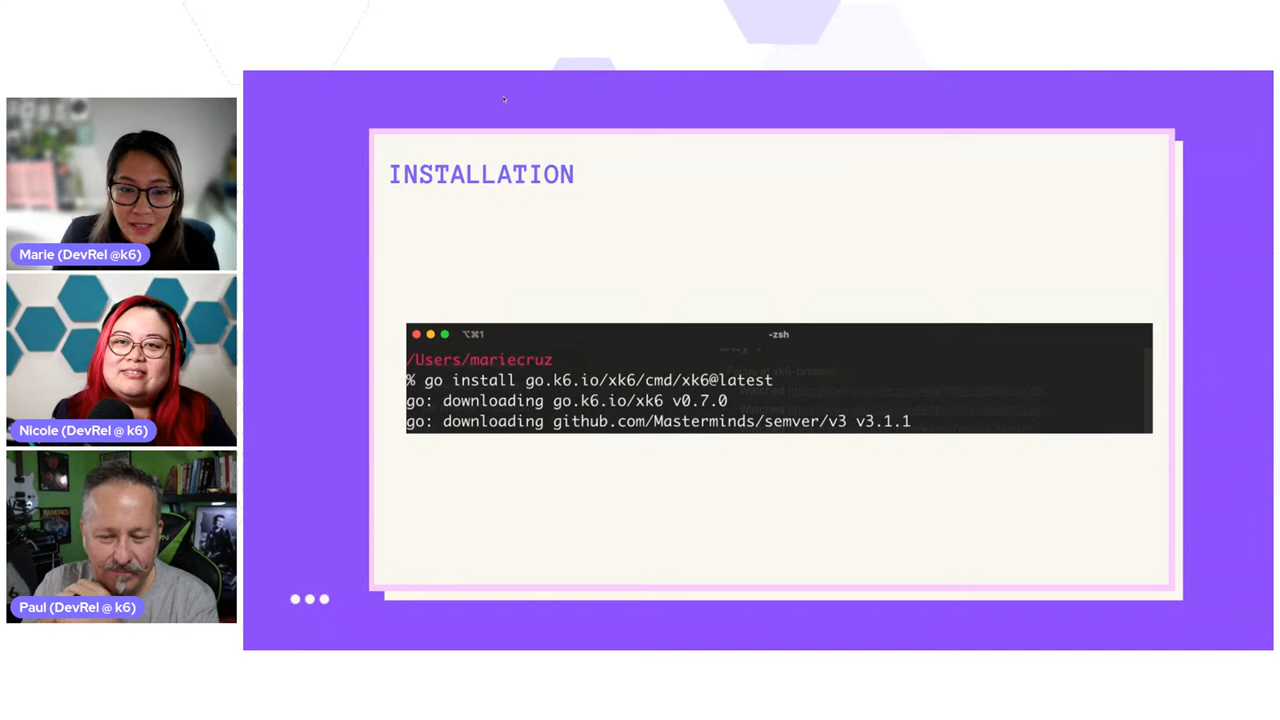 Marie (DevRel @k6)
Nicole (DevRel @ k6)
Paul (DevRel @ k6)
INSTALLATION
⌥⌘1
-zsh
/Users/mariecruz
% go install go.k6.io/xk6/cmd/xk6@latest
go: downloading go.k6.io/xk6 v0.7.0
go: downloading github.com/Masterminds/semver/v3 v3.1.1